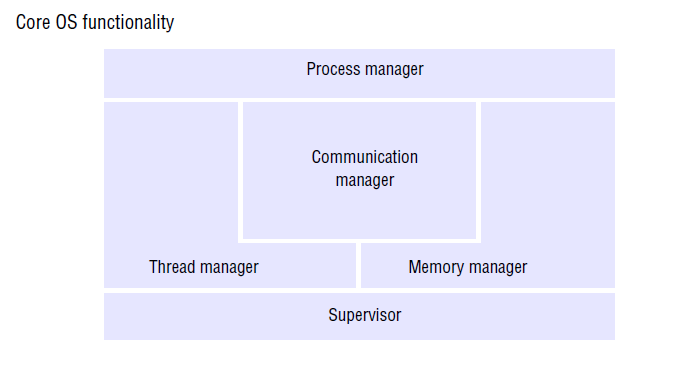 Core OS functionality
Process manager
Communication
manager
Thread manager
Memory manager
Supervisor